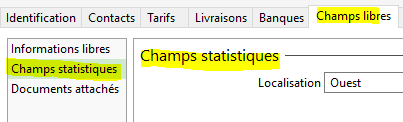 Identification Contacts Tarifs Livraisons Banques Champs libres
Informations libres
Champs statistiques
Documents attachés
Champs statistiques
Localisation Ouest